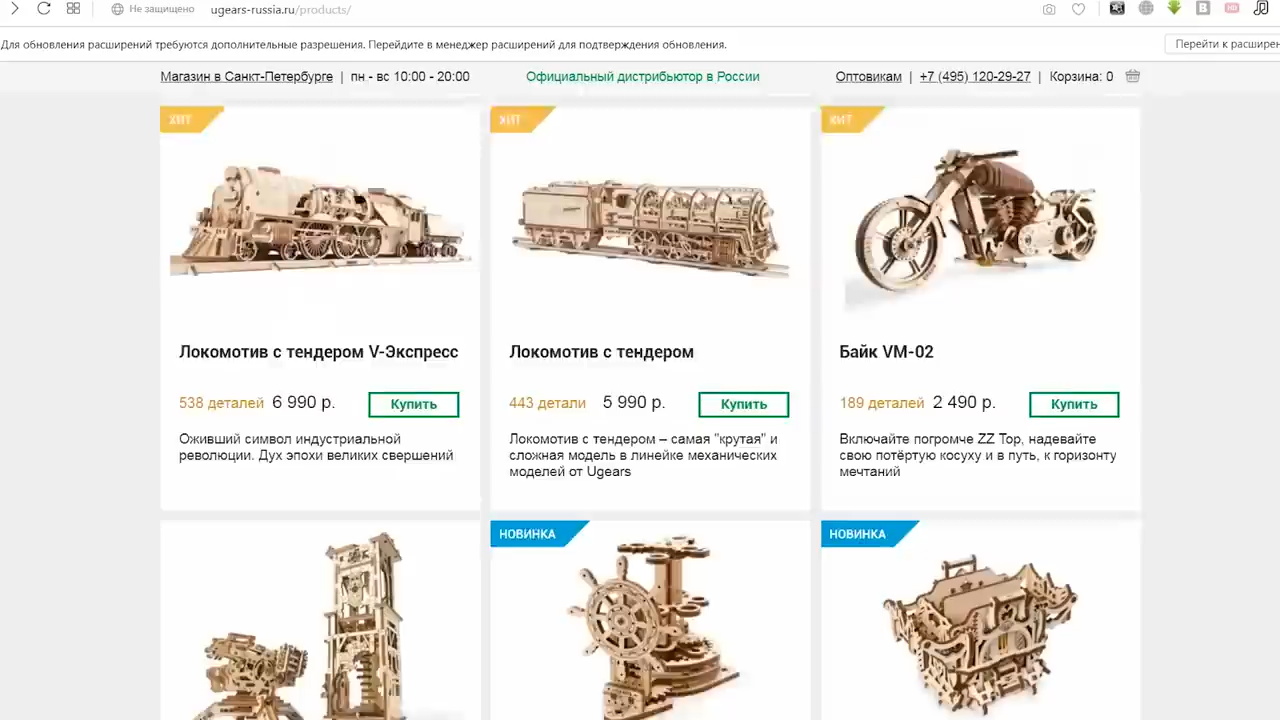 Не защищено ugears-russia.ru/products/
Для обновления расширений требуются дополнительные разрешения. Перейдите в менеджер расширений для подтверждения обновления.
Перейти к расширен
Магазин в Санкт-Петербурге | пн - вс 10:00 - 20:00
Официальный дистрибьютор в России
Оптовикам | +7 (495) 120-29-27 | Корзина: 0
ХИТ
Локомотив с тендером V-Экспресс
538 деталей 6 990 р. Купить
Оживший символ индустриальной
революции. Дух эпохи великих свершений
ХИТ
Локомотив с тендером
443 детали 5 990 р. Купить
Локомотив с тендером – самая "крутая" и
сложная модель в линейке механических
моделей от Ugears
ХИТ
Байк VM-02
189 деталей 2 490 р. Купить
Включайте погромче ZZ Top, надевайте
свою потёртую косуху и в путь, к горизонту
мечтаний
НОВИНКА
НОВИНКА